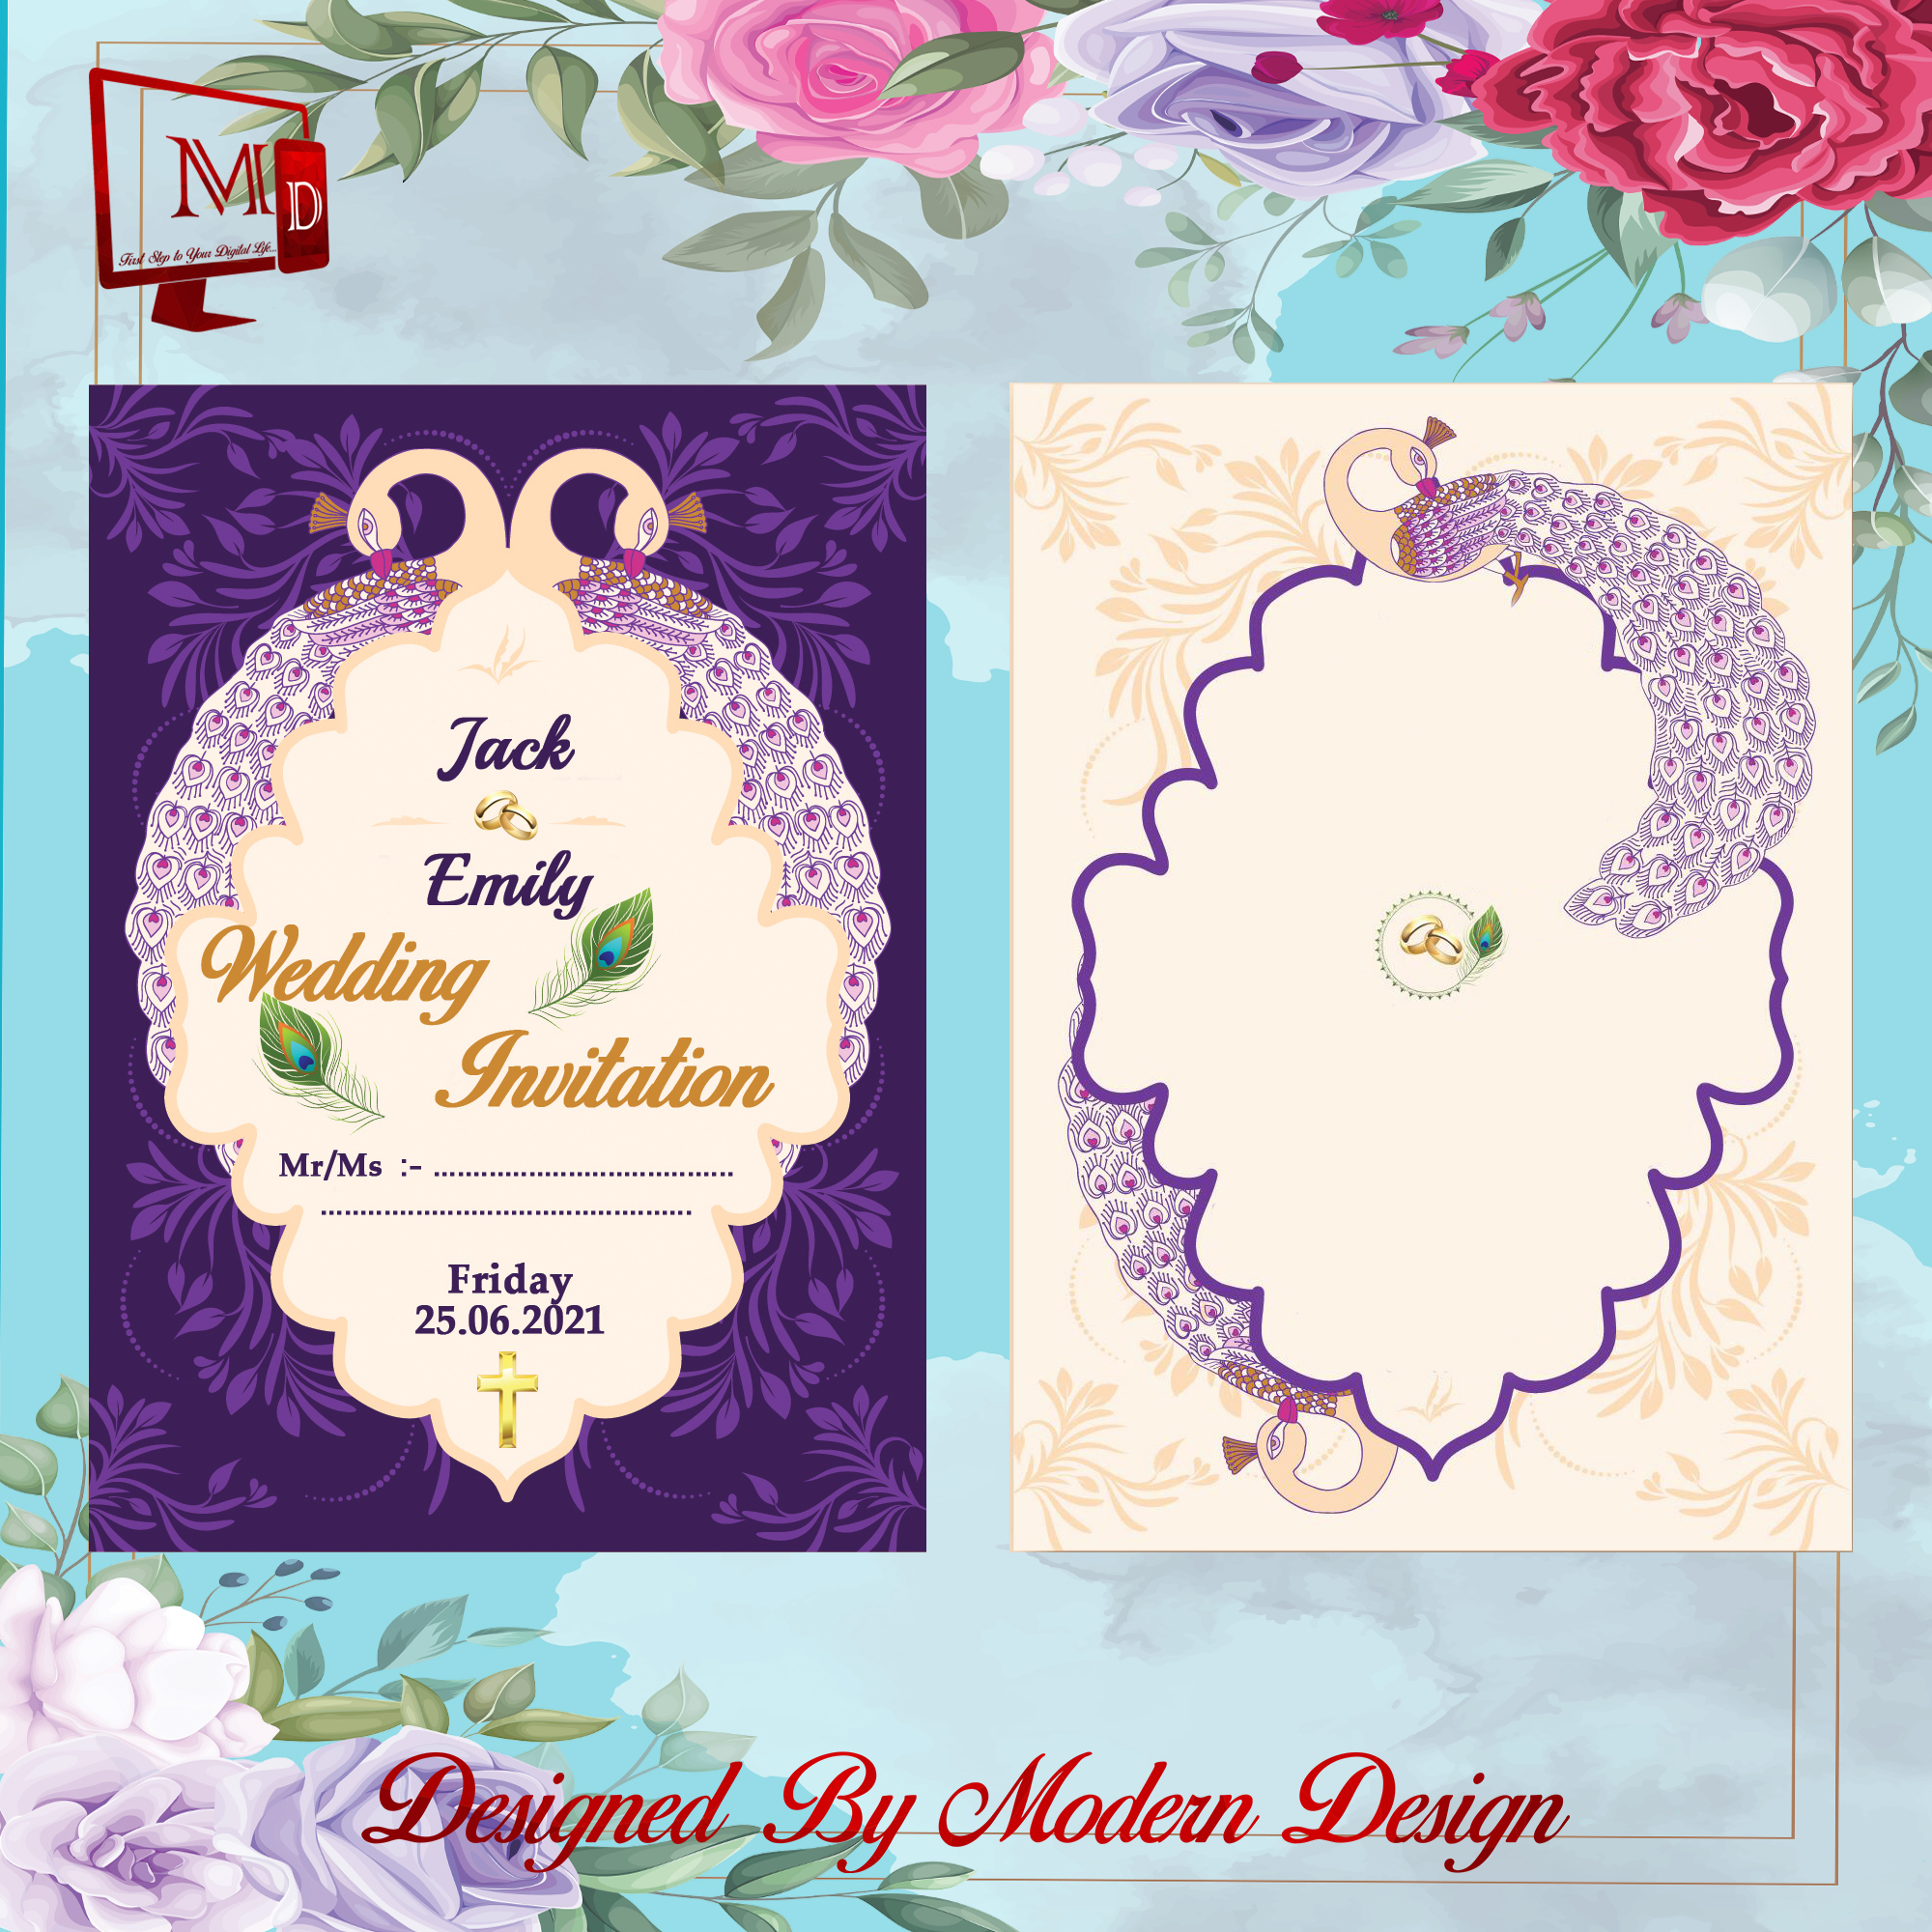 M
D
First Step to Your Digital Life...
Jack
Emily
Wedding
Invitation
Mr/Ms :- ......................................
...............................................
Friday
25.06.2021
Designed By Modern Design